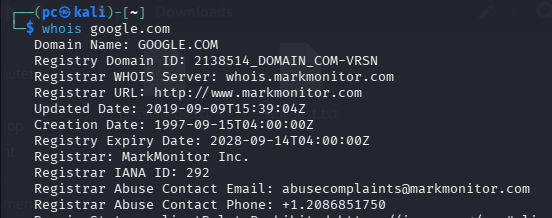 ┌──(pc㉿kali)-[~]
└─$ whois google.com
Domain Name: GOOGLE.COM
Registry Domain ID: 2138514_DOMAIN_COM-VRSN
Registrar WHOIS Server: whois.markmonitor.com
Registrar URL: http://www.markmonitor.com
Updated Date: 2019-09-09T15:39:04Z
Creation Date: 1997-09-15T04:00:00Z
Registry Expiry Date: 2028-09-14T04:00:00Z
Registrar: MarkMonitor Inc.
Registrar IANA ID: 292
Registrar Abuse Contact Email: abusecomplaints@markmonitor.com
Registrar Abuse Contact Phone: +1.2086851750